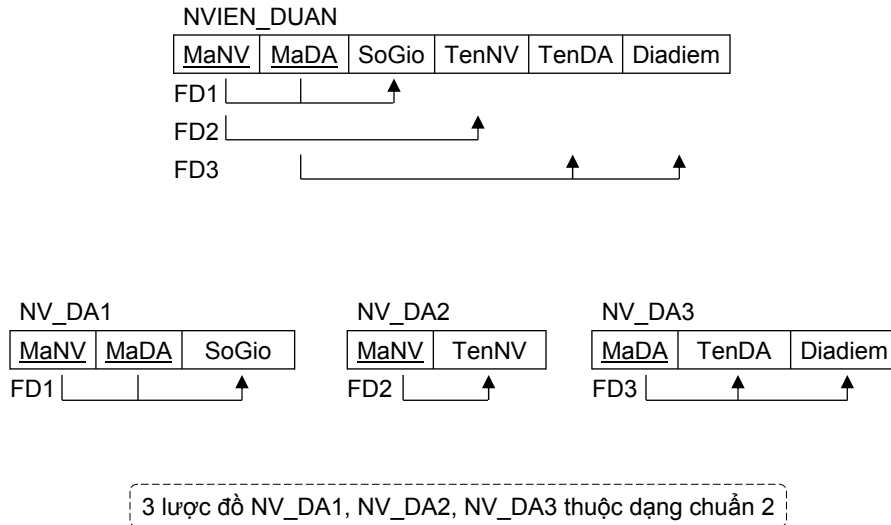 NVIEN_DUAN
MaNV MaDA SoGio TenNV TenDA Diadiem
FD1
FD2
FD3
NV_DA1 NV_DA2 NV_DA3
MaNV MaDA SoGio MaNV TenNV MaDA TenDA Diadiem
FD1 FD2 FD3
3 lược đồ NV_DA1, NV_DA2, NV_DA3 thuộc dạng chuẩn 2